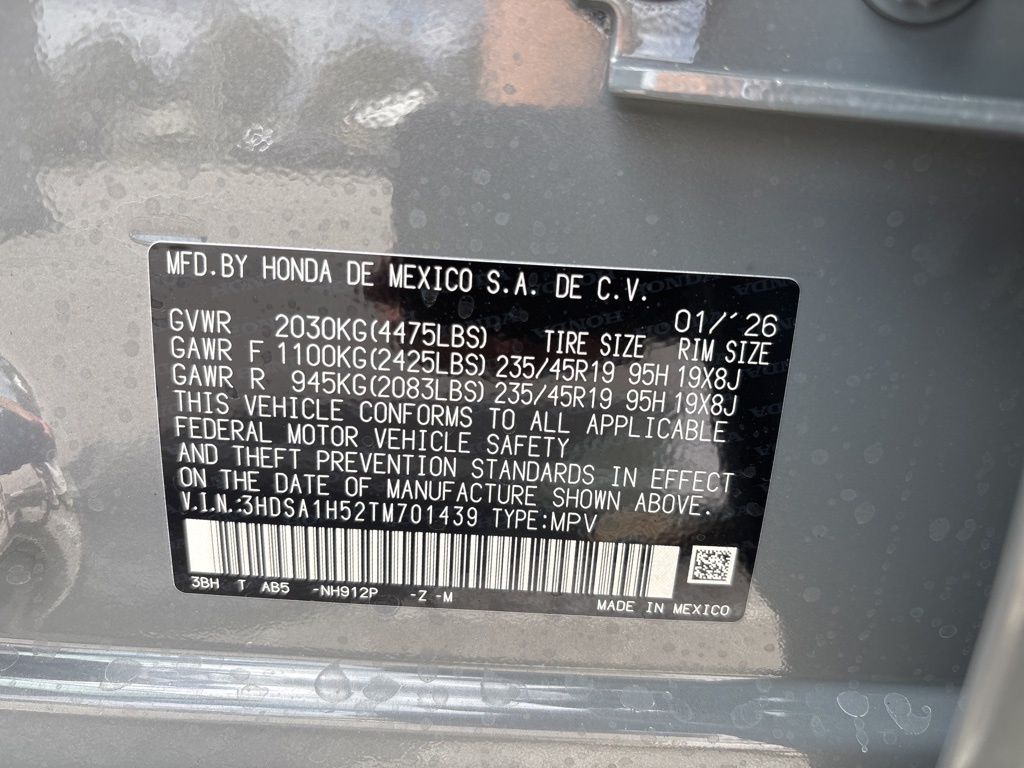 MFD.BY HONDA DE MEXICO S.A. DE C.V.
01/'26
GVWR 2030KG(4475LBS) TIRE SIZE RIM SIZE
GAWR F 1100KG(2425LBS) 235/45R19 95H 19X8J
GAWR R 945KG(2083LBS) 235/45R19 95H 19X8J
THIS VEHICLE CONFORMS TO ALL APPLICABLE
FEDERAL MOTOR VEHICLE SAFETY
AND THEFT PREVENTION STANDARDS IN EFFECT
ON THE DATE OF MANUFACTURE SHOWN ABOVE.
V.I.N.:3HDSA1H52TM701439 TYPE:MPV
3BH T AB5 -NH912P -Z -M
MADE IN MEXICO